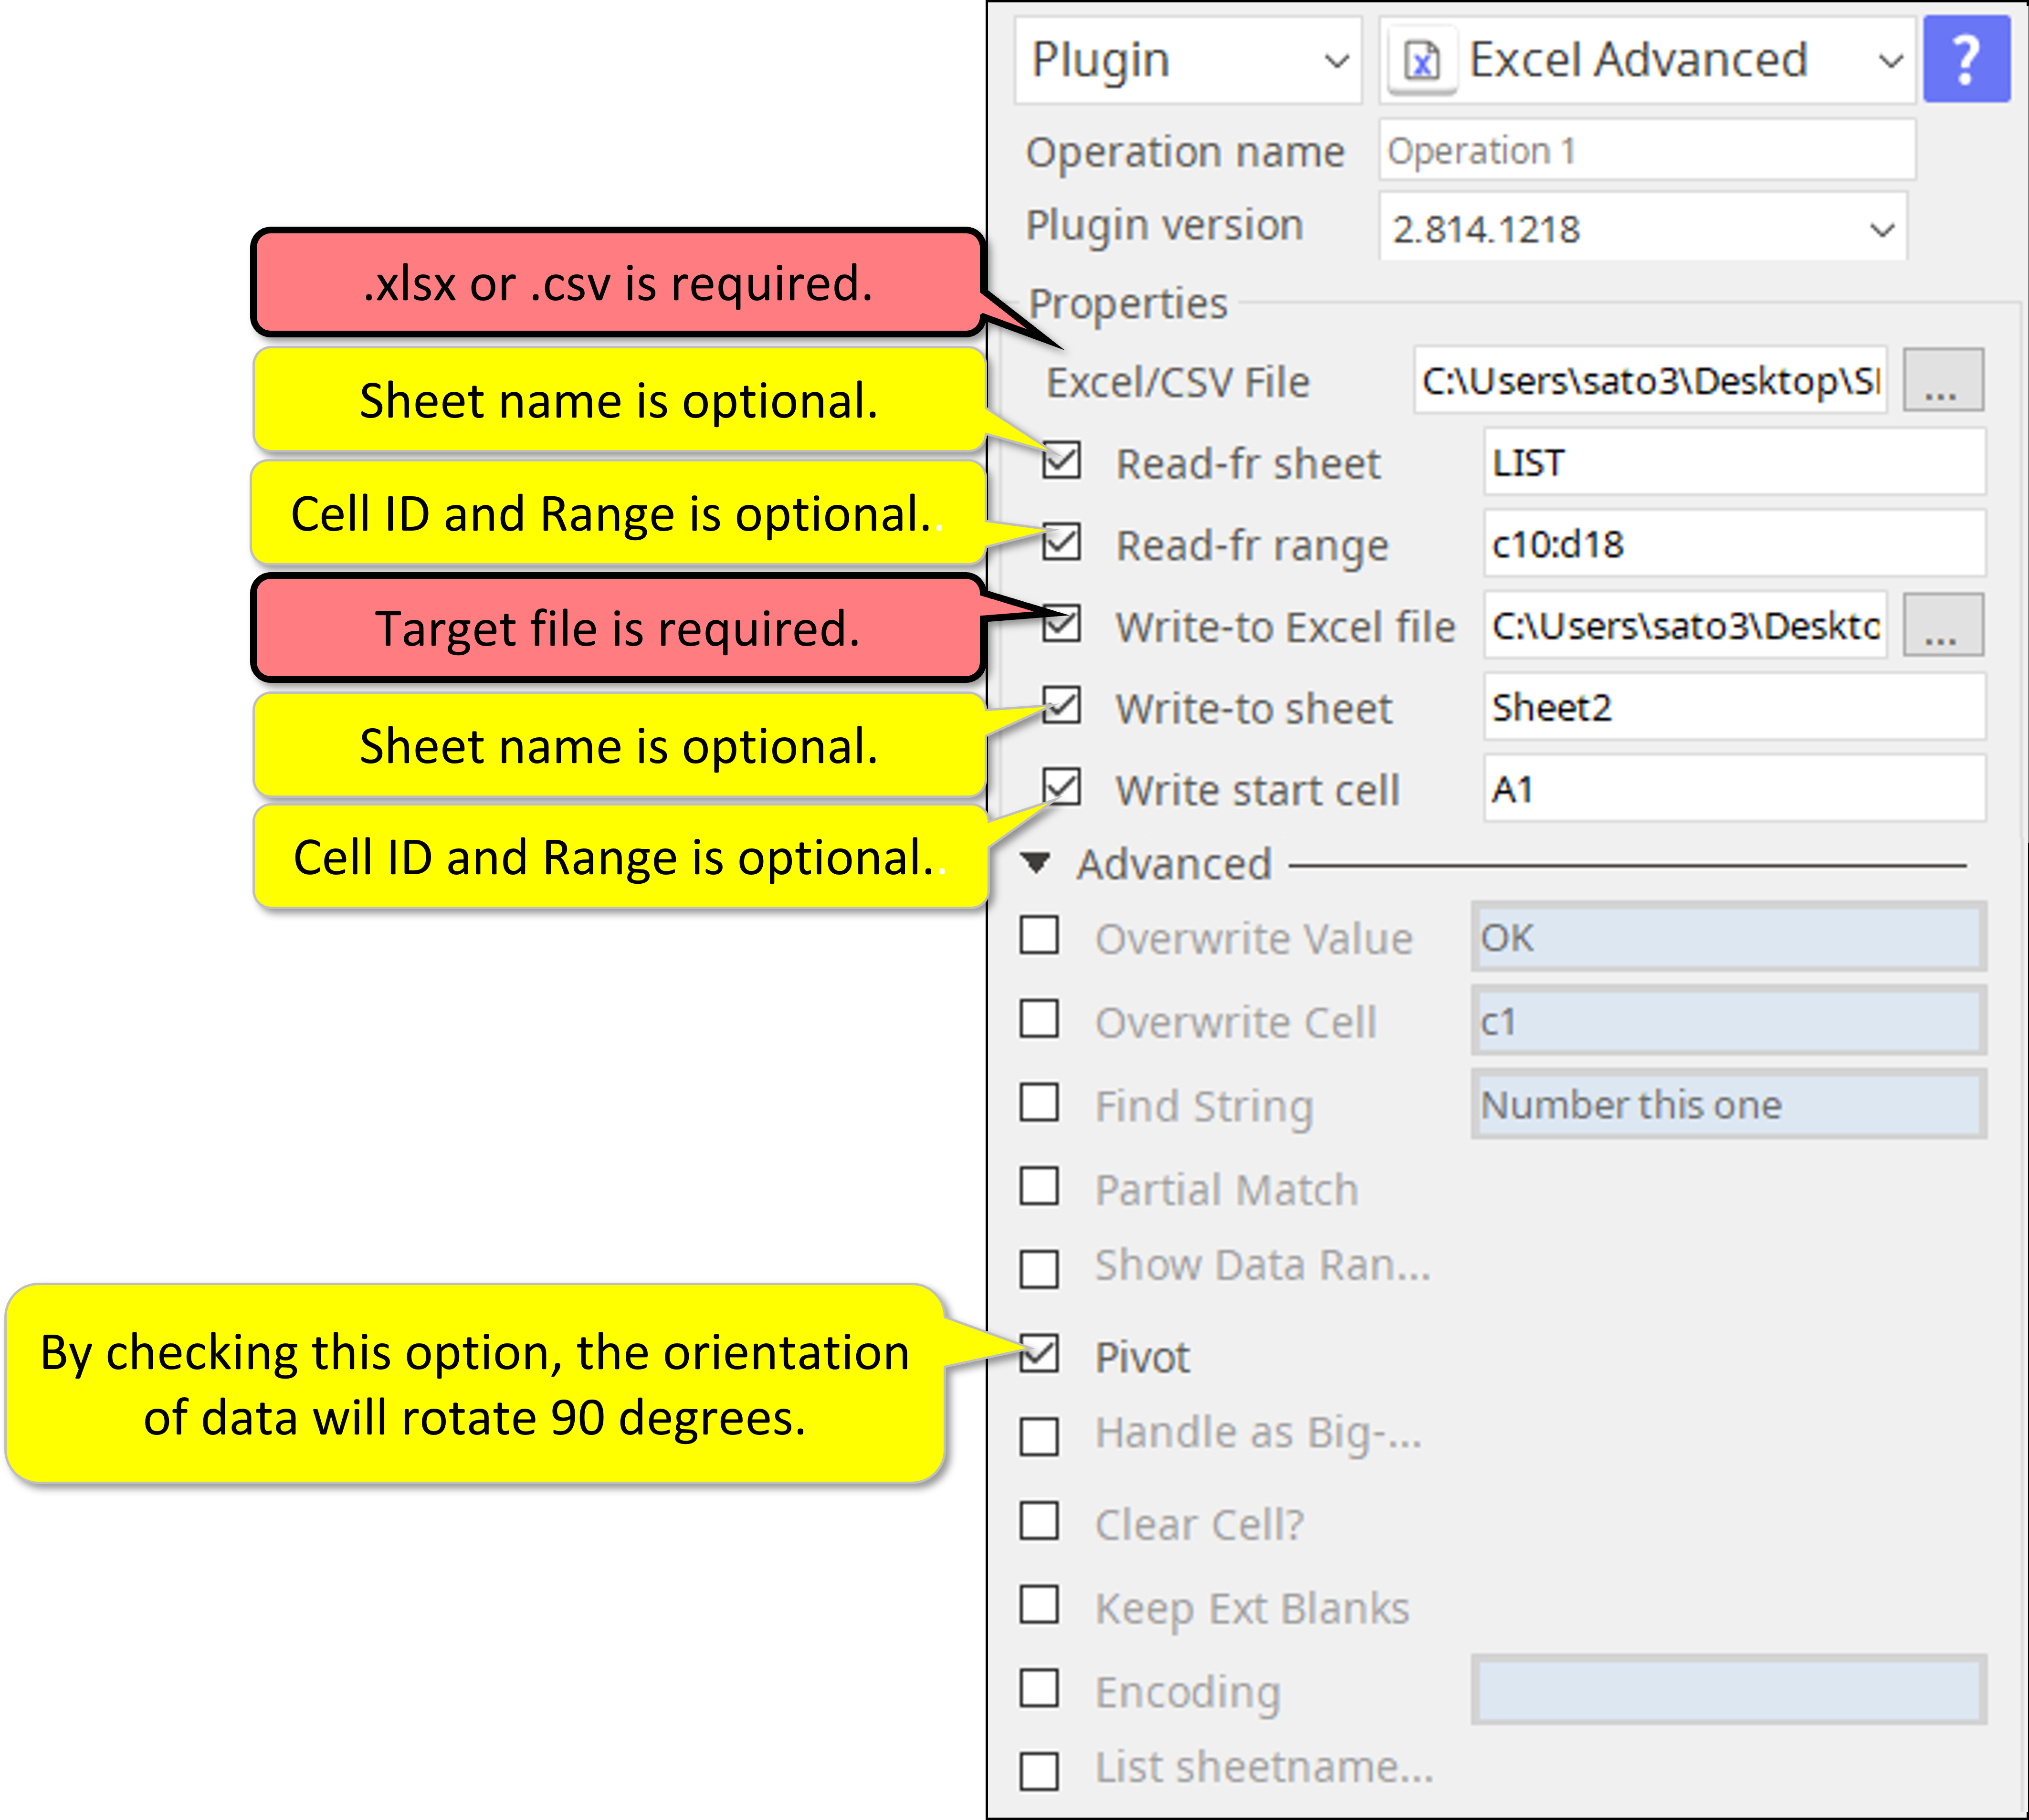 Plugin
Excel Advanced
?
Operation name
Operation 1
Plugin version
2.814.1218
Properties
.xlsx or .csv is required.
Excel/CSV File
C:\Users\sato3\Desktop\SI
...
Sheet name is optional.
Read-fr sheet
LIST
Cell ID and Range is optional..
Read-fr range
c10:d18
Target file is required.
Write-to Excel file
C:\Users\sato3\Deskto
...
Sheet name is optional.
Write-to sheet
Sheet2
Cell ID and Range is optional..
Write start cell
A1
Advanced
Overwrite Value
OK
Overwrite Cell
c1
Find String
Number this one
Partial Match
Show Data Ran...
By checking this option, the orientation
of data will rotate 90 degrees.
Pivot
Handle as Big-...
Clear Cell?
Keep Ext Blanks
Encoding
List sheetname...